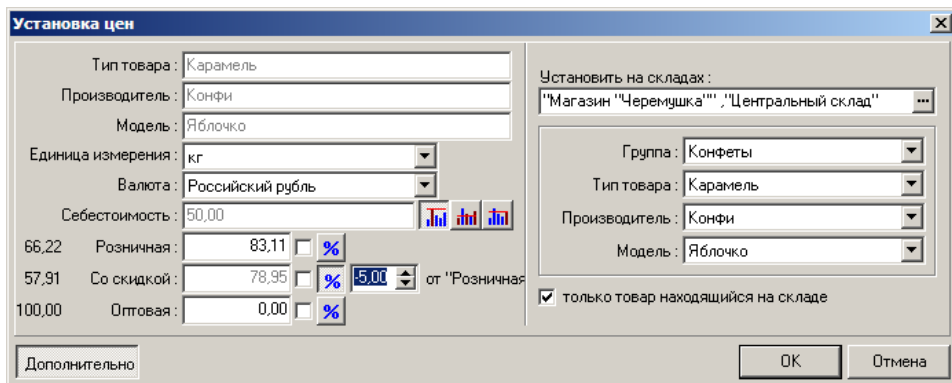 Установка цен
Тип товара : Карамель
Производитель : Конфи
Модель : Яблочко
Единица измерения : кг
Валюта : Российский рубль
Себестоимость : 50,00
66,22 Розничная : 83,11 %
57,91 Со скидкой : 78,95 % -5,00 от "Розничная
100,00 Оптовая : 0,00 %
Установить на складах :
"Магазин "Черемушка"" ,"Центральный склад" ...
Группа : Конфеты
Тип товара : Карамель
Производитель : Конфи
Модель : Яблочко
только товар находящийся на складе
Дополнительно
OK
Отмена